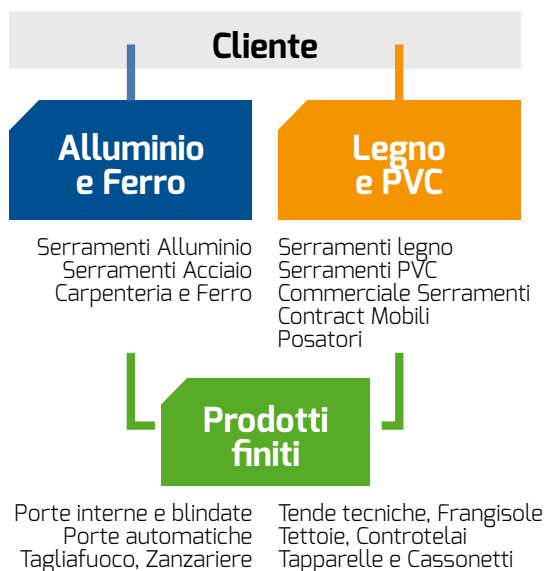 Cliente
Alluminio
e Ferro
Legno
e PVC
Serramenti Alluminio
Serramenti Acciaio
Carpenteria e Ferro
Serramenti legno
Serramenti PVC
Commerciale Serramenti
Contract Mobili
Posatori
Prodotti
finiti
Porte interne e blindate
Porte automatiche
Tagliafuoco, Zanzariere
Tende tecniche, Frangisole
Tettoie, Controtelai
Tapparelle e Cassonetti